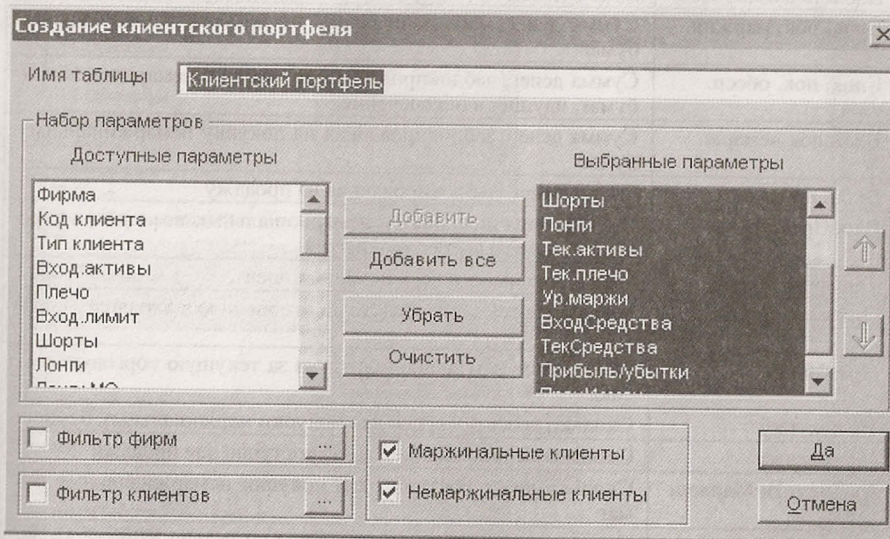 Создание клиентского портфеля
Имя таблицы
Клиентский портфель
Набор параметров
Доступные параметры
Фирма
Код клиента
Тип клиента
Вход.активы
Плечо
Вход.лимит
Шорты
Лонги
Добавить
Добавить все
Убрать
Очистить
Выбранные параметры
Шорты
Лонги
Тек.активы
Тек.плечо
Ур.маржи
ВходСредства
ТекСредства
Прибыль/убытки
Фильтр фирм ...
Фильтр клиентов ...
Маржинальные клиенты
Немаржинальные клиенты
Да
Отмена